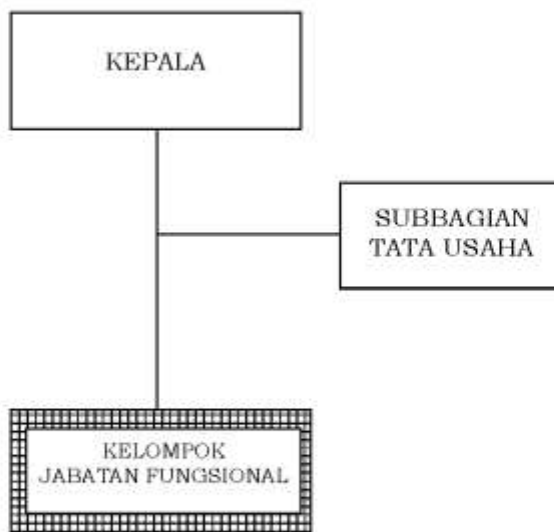 KEPALA
SUBBAGIAN
TATA USAHA
KELOMPOK
JABATAN FUNGSIONAL